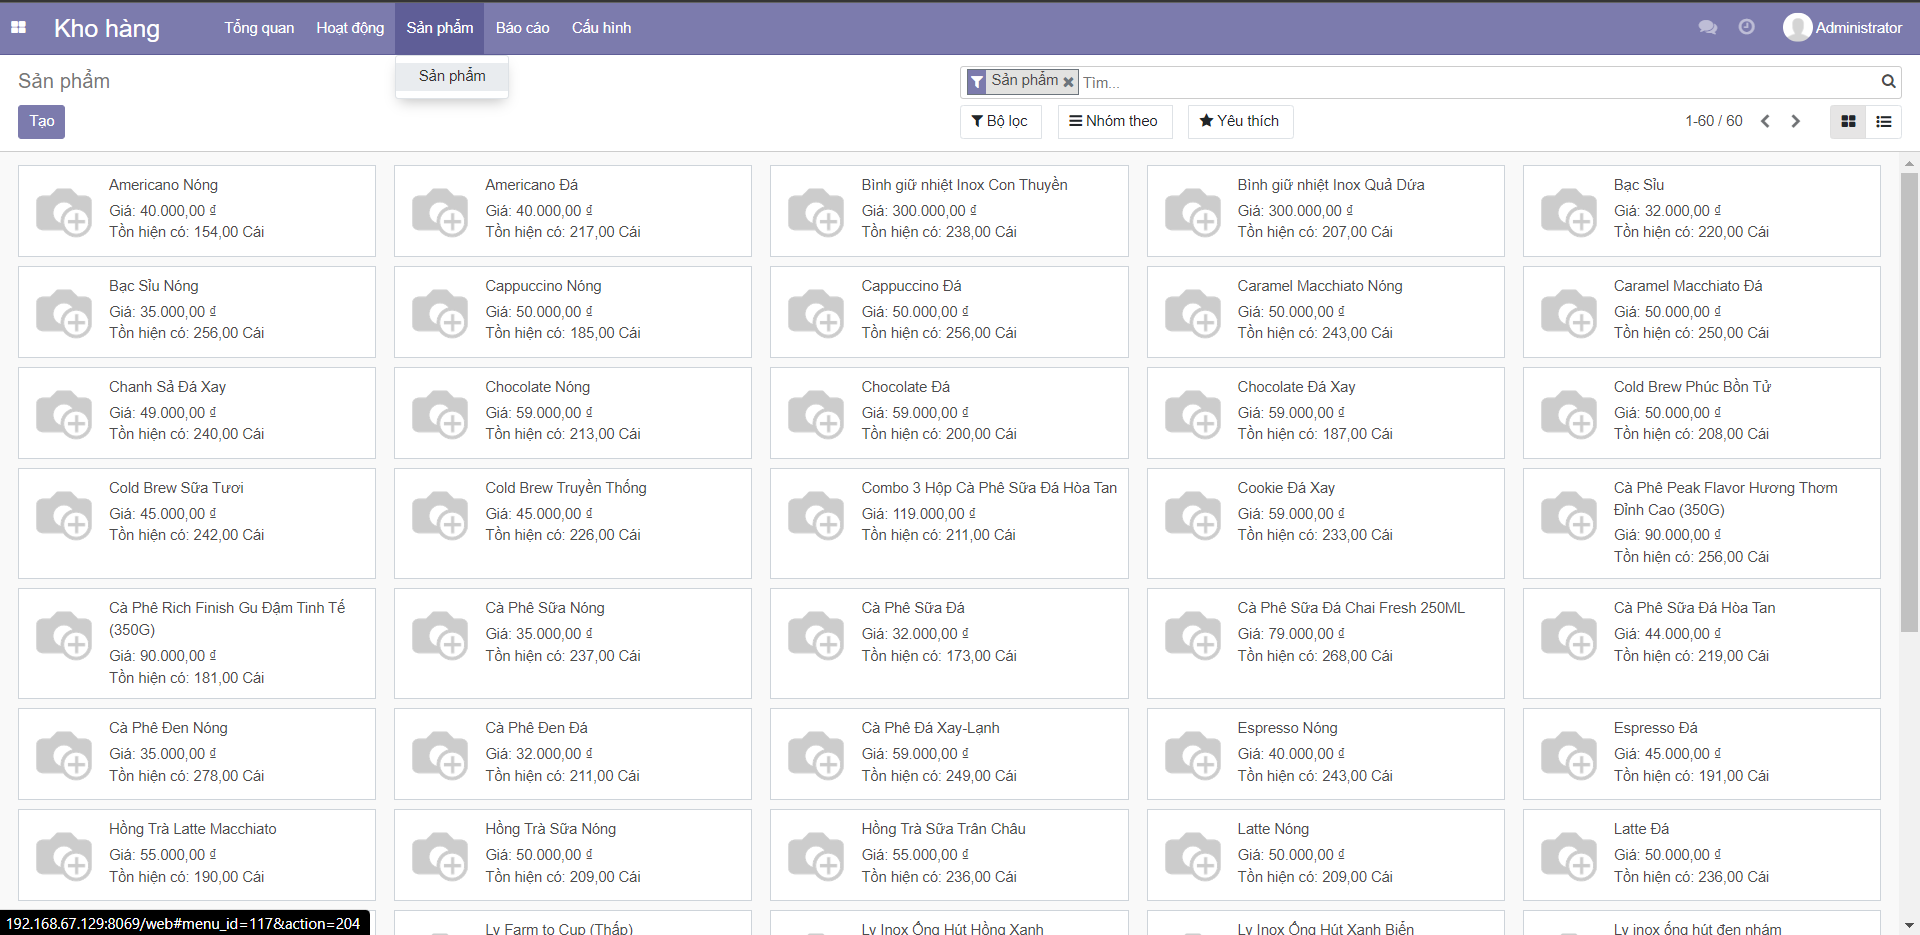 Kho hàng
Tổng quan
Hoạt động
Sản phẩm
Báo cáo
Cấu hình
Administrator
Sản phẩm
Sản phẩm
Sản phẩm
Tìm...
Tạo
Bộ lọc
Nhóm theo
Yêu thích
1-60 / 60
Americano Nóng
Giá: 40.000,00 ₫
Tồn hiện có: 154,00 Cái
Americano Đá
Giá: 40.000,00 ₫
Tồn hiện có: 217,00 Cái
Bình giữ nhiệt Inox Con Thuyền
Giá: 300.000,00 ₫
Tồn hiện có: 238,00 Cái
Bình giữ nhiệt Inox Quả Dứa
Giá: 300.000,00 ₫
Tồn hiện có: 207,00 Cái
Bạc Sỉu
Giá: 32.000,00 ₫
Tồn hiện có: 220,00 Cái
Bạc Sỉu Nóng
Giá: 35.000,00 ₫
Tồn hiện có: 256,00 Cái
Cappuccino Nóng
Giá: 50.000,00 ₫
Tồn hiện có: 185,00 Cái
Cappuccino Đá
Giá: 50.000,00 ₫
Tồn hiện có: 256,00 Cái
Caramel Macchiato Nóng
Giá: 50.000,00 ₫
Tồn hiện có: 243,00 Cái
Caramel Macchiato Đá
Giá: 50.000,00 ₫
Tồn hiện có: 250,00 Cái
Chanh Sả Đá Xay
Giá: 49.000,00 ₫
Tồn hiện có: 240,00 Cái
Chocolate Nóng
Giá: 59.000,00 ₫
Tồn hiện có: 213,00 Cái
Chocolate Đá
Giá: 59.000,00 ₫
Tồn hiện có: 200,00 Cái
Chocolate Đá Xay
Giá: 59.000,00 ₫
Tồn hiện có: 187,00 Cái
Cold Brew Phúc Bồn Tử
Giá: 50.000,00 ₫
Tồn hiện có: 208,00 Cái
Cold Brew Sữa Tươi
Giá: 45.000,00 ₫
Tồn hiện có: 242,00 Cái
Cold Brew Truyền Thống
Giá: 45.000,00 ₫
Tồn hiện có: 226,00 Cái
Combo 3 Hộp Cà Phê Sữa Đá Hòa Tan
Giá: 119.000,00 ₫
Tồn hiện có: 211,00 Cái
Cookie Đá Xay
Giá: 59.000,00 ₫
Tồn hiện có: 233,00 Cái
Cà Phê Peak Flavor Hương Thơm
Đỉnh Cao (350G)
Giá: 90.000,00 ₫
Tồn hiện có: 256,00 Cái
Cà Phê Rich Finish Gu Đậm Tinh Tế
(350G)
Giá: 90.000,00 ₫
Tồn hiện có: 181,00 Cái
Cà Phê Sữa Nóng
Giá: 35.000,00 ₫
Tồn hiện có: 237,00 Cái
Cà Phê Sữa Đá
Giá: 32.000,00 ₫
Tồn hiện có: 173,00 Cái
Cà Phê Sữa Đá Chai Fresh 250ML
Giá: 79.000,00 ₫
Tồn hiện có: 268,00 Cái
Cà Phê Sữa Đá Hòa Tan
Giá: 44.000,00 ₫
Tồn hiện có: 219,00 Cái
Cà Phê Đen Nóng
Giá: 35.000,00 ₫
Tồn hiện có: 278,00 Cái
Cà Phê Đen Đá
Giá: 32.000,00 ₫
Tồn hiện có: 211,00 Cái
Cà Phê Đá Xay-Lạnh
Giá: 59.000,00 ₫
Tồn hiện có: 249,00 Cái
Espresso Nóng
Giá: 40.000,00 ₫
Tồn hiện có: 243,00 Cái
Espresso Đá
Giá: 45.000,00 ₫
Tồn hiện có: 191,00 Cái
Hồng Trà Latte Macchiato
Giá: 55.000,00 ₫
Tồn hiện có: 190,00 Cái
Hồng Trà Sữa Nóng
Giá: 50.000,00 ₫
Tồn hiện có: 209,00 Cái
Hồng Trà Sữa Trân Châu
Giá: 55.000,00 ₫
Tồn hiện có: 236,00 Cái
Latte Nóng
Giá: 50.000,00 ₫
Tồn hiện có: 209,00 Cái
Latte Đá
Giá: 50.000,00 ₫
Tồn hiện có: 236,00 Cái
192.168.67.129:8069/web#menu_id=117&action=204
Ly Farm to Cup (Thấp)
Ly Inox Ống Hút Hồng Xanh
Ly Inox Ống Hút Xanh Biển
Ly inox ống hút đen nhám